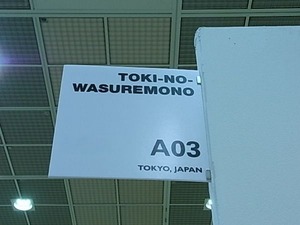 TOKI-NO-
WASUREMONO
A03
TOKYO, JAPAN